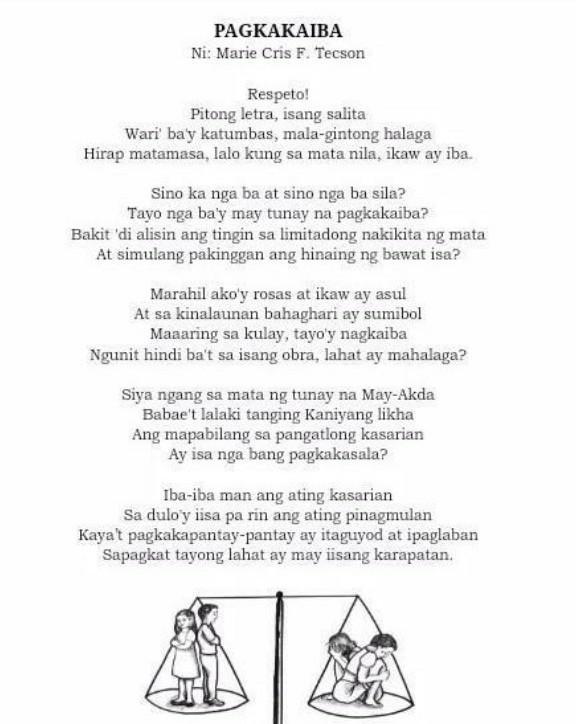 PAGKAKAIBA
Ni: Marie Cris F. Tecson
Respeto!
Pitong letra, isang salita
Wari' ba'y katumbas, mala-gintong halaga
Hirap matamasa, lalo kung sa mata nila, ikaw ay iba.
Sino ka nga ba at sino nga ba sila?
Tayo nga ba'y may tunay na pagkakaiba?
Bakit 'di alisin ang tingin sa limitadong nakikita ng mata
At simulang pakinggan ang hinaing ng bawat isa?
Marahil ako'y rosas at ikaw ay asul
At sa kinalaunan bahaghari ay sumibol
Maaaring sa kulay, tayo'y nagkaiba
Ngunit hindi ba't sa isang obra, lahat ay mahalaga?
Siya ngang sa mata ng tunay na May-Akda
Babae't lalaki tanging Kaniyang likha
Ang mapabilang sa pangatlong kasarian
Ay isa nga bang pagkakasala?
Iba-iba man ang ating kasarian
Sa dulo'y iisa pa rin ang ating pinagmulan
Kaya't pagkakapantay-pantay ay itaguyod at ipaglaban
Sapagkat tayong lahat ay may iisang karapatan.